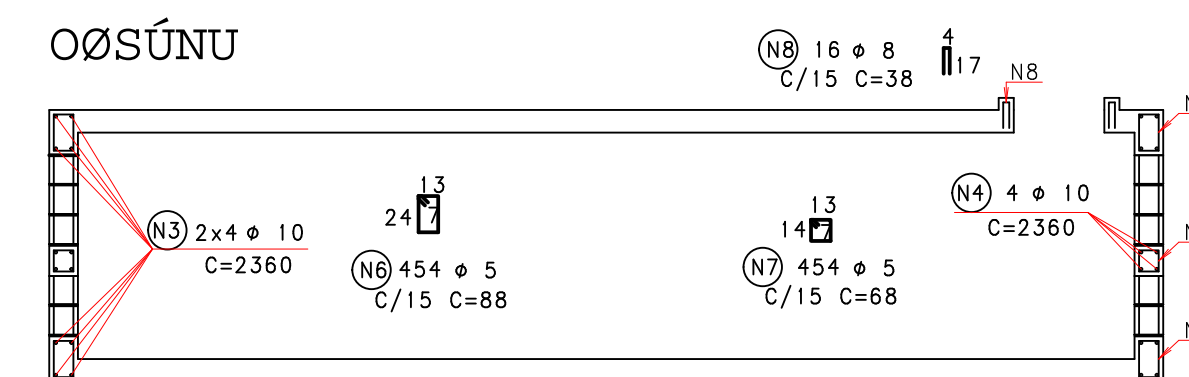 OØSÚNU
N8 16 ø 8
C/15 C=38
4
17
N8
N
13
24 7
N3 2x4 ø 10
C=2360
N6 454 ø 5
C/15 C=88
13
14 7
N7 454 ø 5
C/15 C=68
N4 4 ø 10
C=2360
N
N